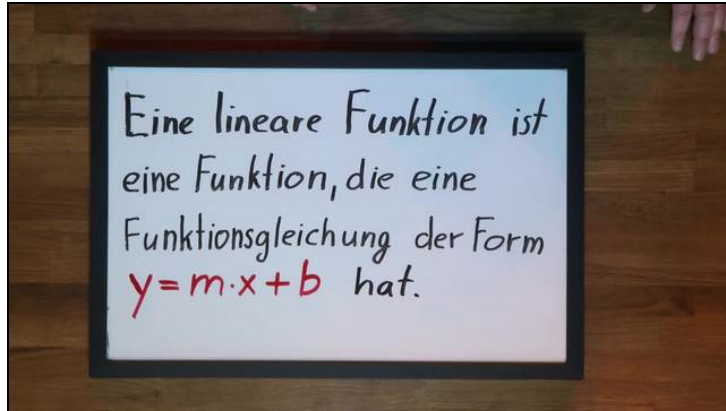 Eine lineare Funktion ist
eine Funktion, die eine
Funktionsgleichung der Form
y=m·x+b hat.